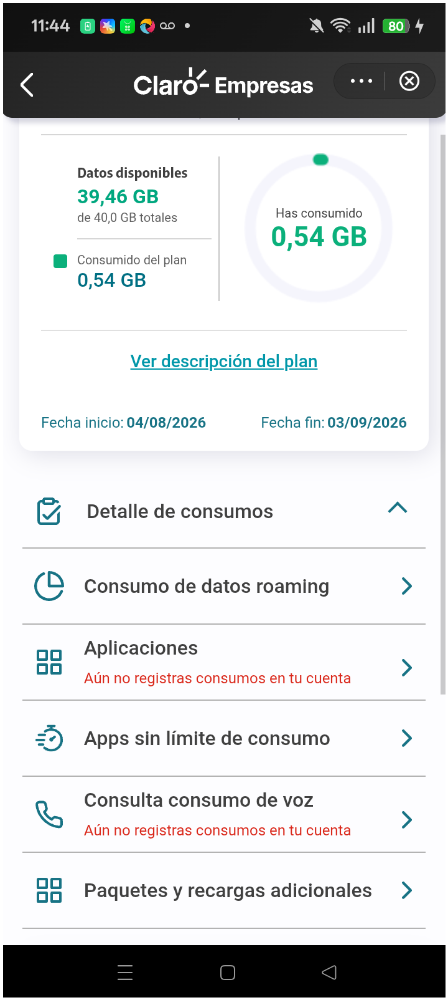 11:44
80
Claro Empresas
Datos disponibles
39,46 GB
de 40,0 GB totales
Consumido del plan
0,54 GB
Has consumido
0,54 GB
Ver descripción del plan
Fecha inicio: 04/08/2026
Fecha fin: 03/09/2026
Detalle de consumos
Consumo de datos roaming
Aplicaciones
Aún no registras consumos en tu cuenta
Apps sin límite de consumo
Consulta consumo de voz
Aún no registras consumos en tu cuenta
Paquetes y recargas adicionales